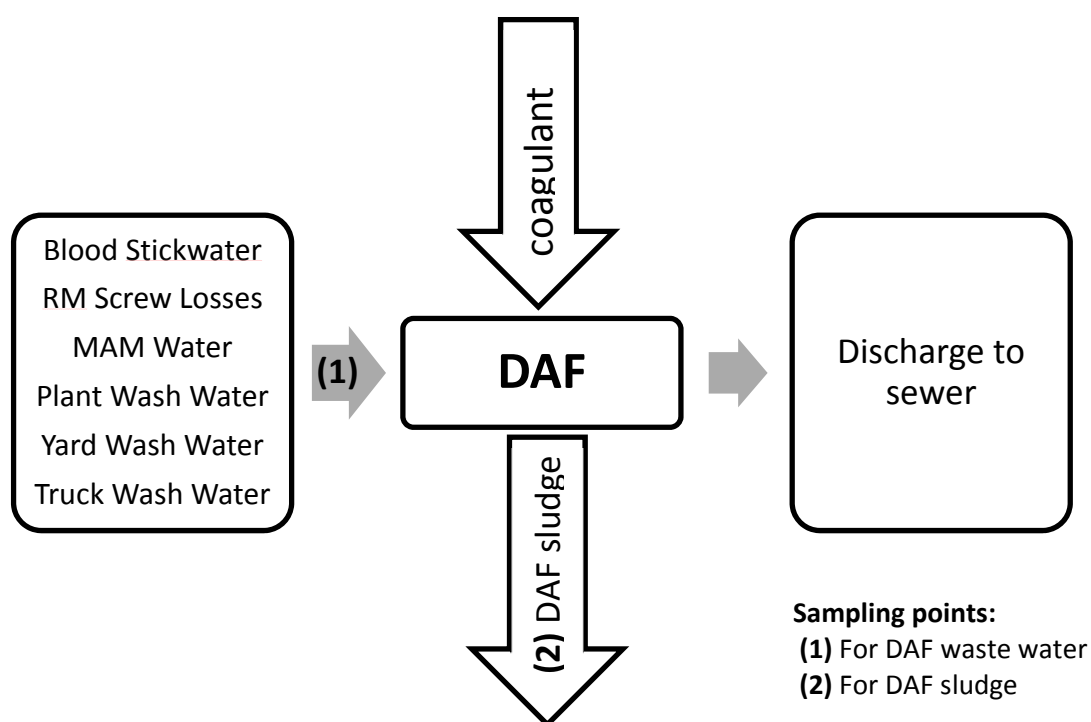 coagulant
Blood Stickwater
RM Screw Losses
MAM Water
Plant Wash Water
Yard Wash Water
Truck Wash Water
(1)
DAF
Discharge to
sewer
(2) DAF sludge
Sampling points:
(1) For DAF waste water
(2) For DAF sludge